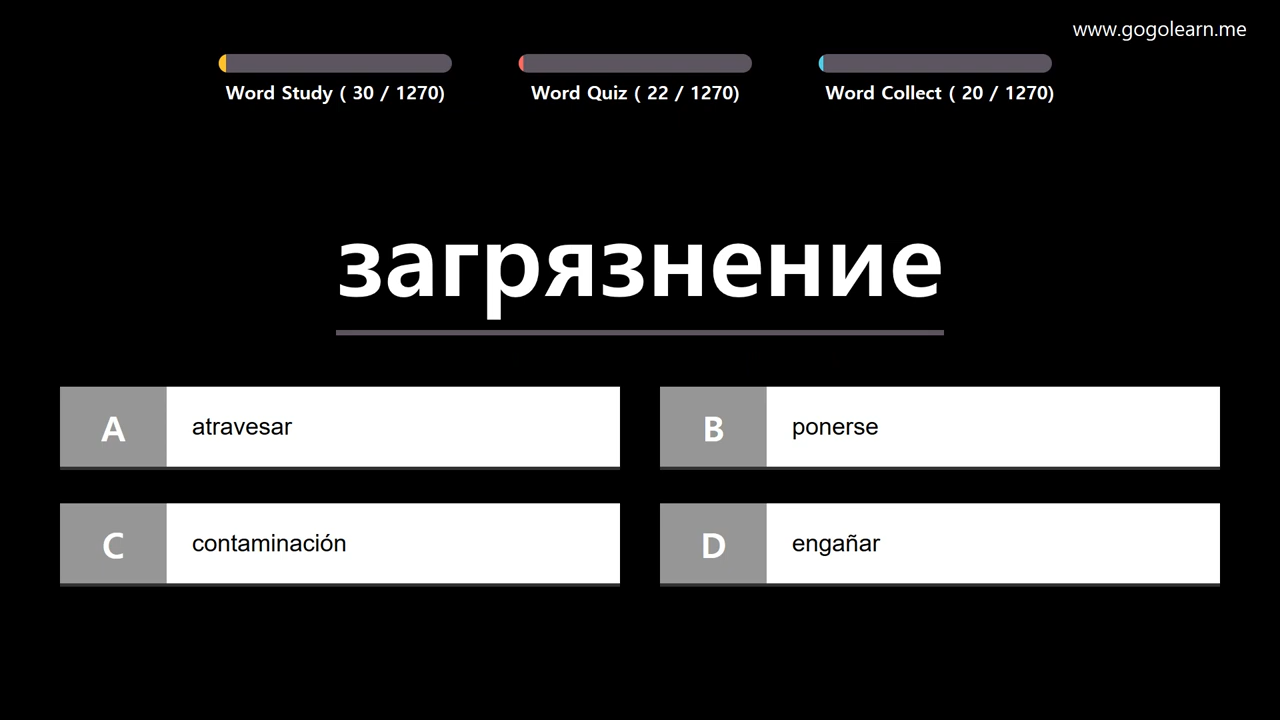 www.gogolearn.me
Word Study ( 30 / 1270)
Word Quiz ( 22 / 1270)
Word Collect ( 20 / 1270)
загрязнение
A atravesar
B ponerse
C contaminación
D engañar